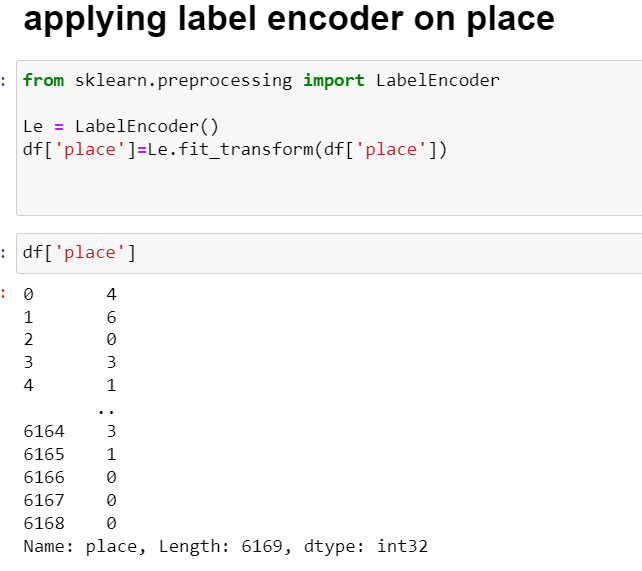 applying label encoder on place
: from sklearn.preprocessing import LabelEncoder
Le = LabelEncoder()
df['place']=Le.fit_transform(df['place'])
: df['place']
: 0       4
1       6
2       0
3       3
4       1
..
6164    3
6165    1
6166    0
6167    0
6168    0
Name: place, Length: 6169, dtype: int32